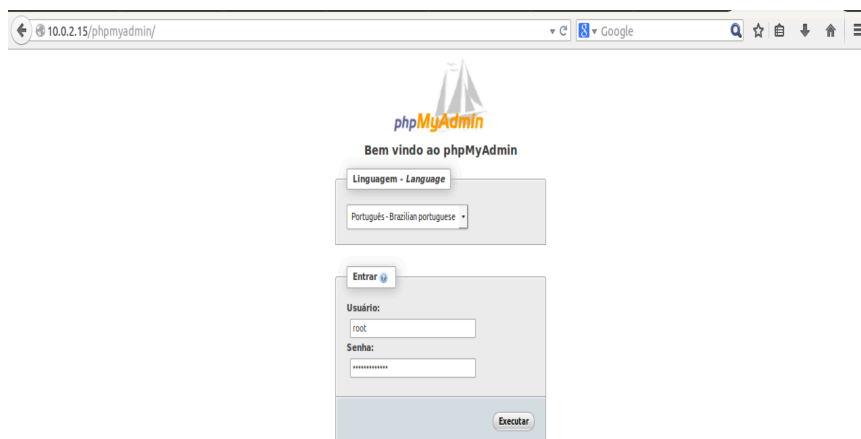 10.0.2.15/phpmyadmin/
Google
phpMyAdmin
Bem vindo ao phpMyAdmin
Linguagem - Language
Português - Brazilian portuguese
Entrar
Usuário:
root
Senha:
*************
Executar